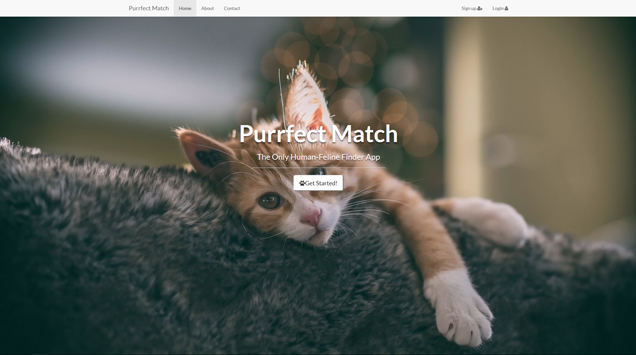 Purrfect Match Home About Contact Sign up Login
Purrfect Match
The Only Human-Feline Finder App
Get Started!